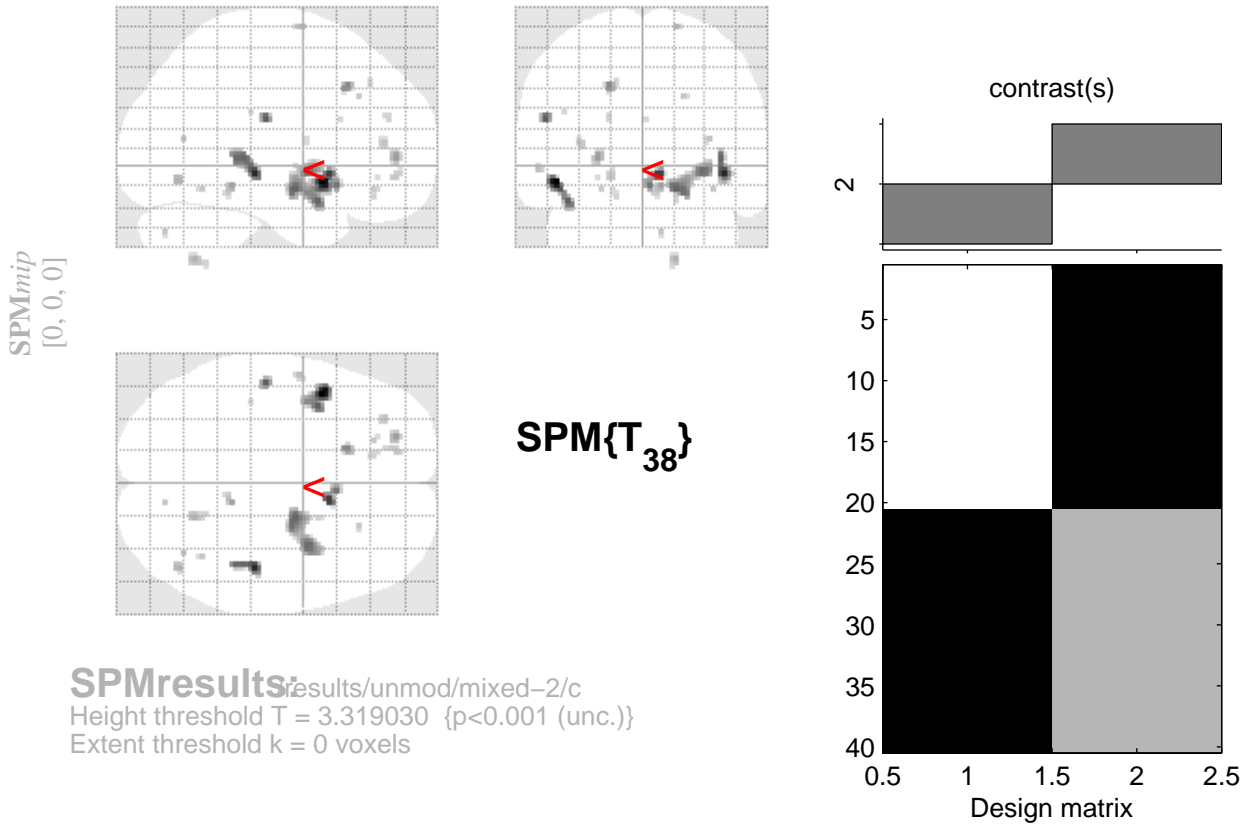 SPMmip
[0, 0, 0]
<
<
<
SPM{T38}
contrast(s)
2
5
10
15
20
25
30
35
40
0.5 1 1.5 2 2.5
Design matrix
SPMresults: /results/unmod/mixed−2/c
Height threshold T = 3.319030 {p<0.001 (unc.)}
Extent threshold k = 0 voxels